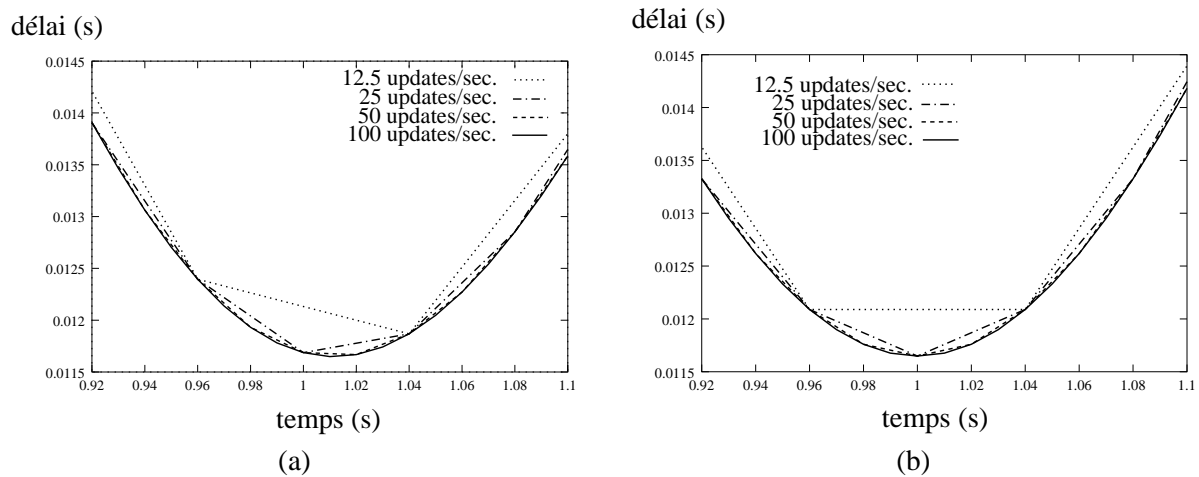 délai (s)
0.0145
0.014
0.0135
0.013
0.0125
0.012
0.0115
12.5 updates/sec.
25 updates/sec.
50 updates/sec.
100 updates/sec.
0.92 0.94 0.96 0.98 1 1.02 1.04 1.06 1.08 1.1
temps (s)
(a)
délai (s)
0.0145
0.014
0.0135
0.013
0.0125
0.012
0.0115
12.5 updates/sec.
25 updates/sec.
50 updates/sec.
100 updates/sec.
0.92 0.94 0.96 0.98 1 1.02 1.04 1.06 1.08 1.1
temps (s)
(b)